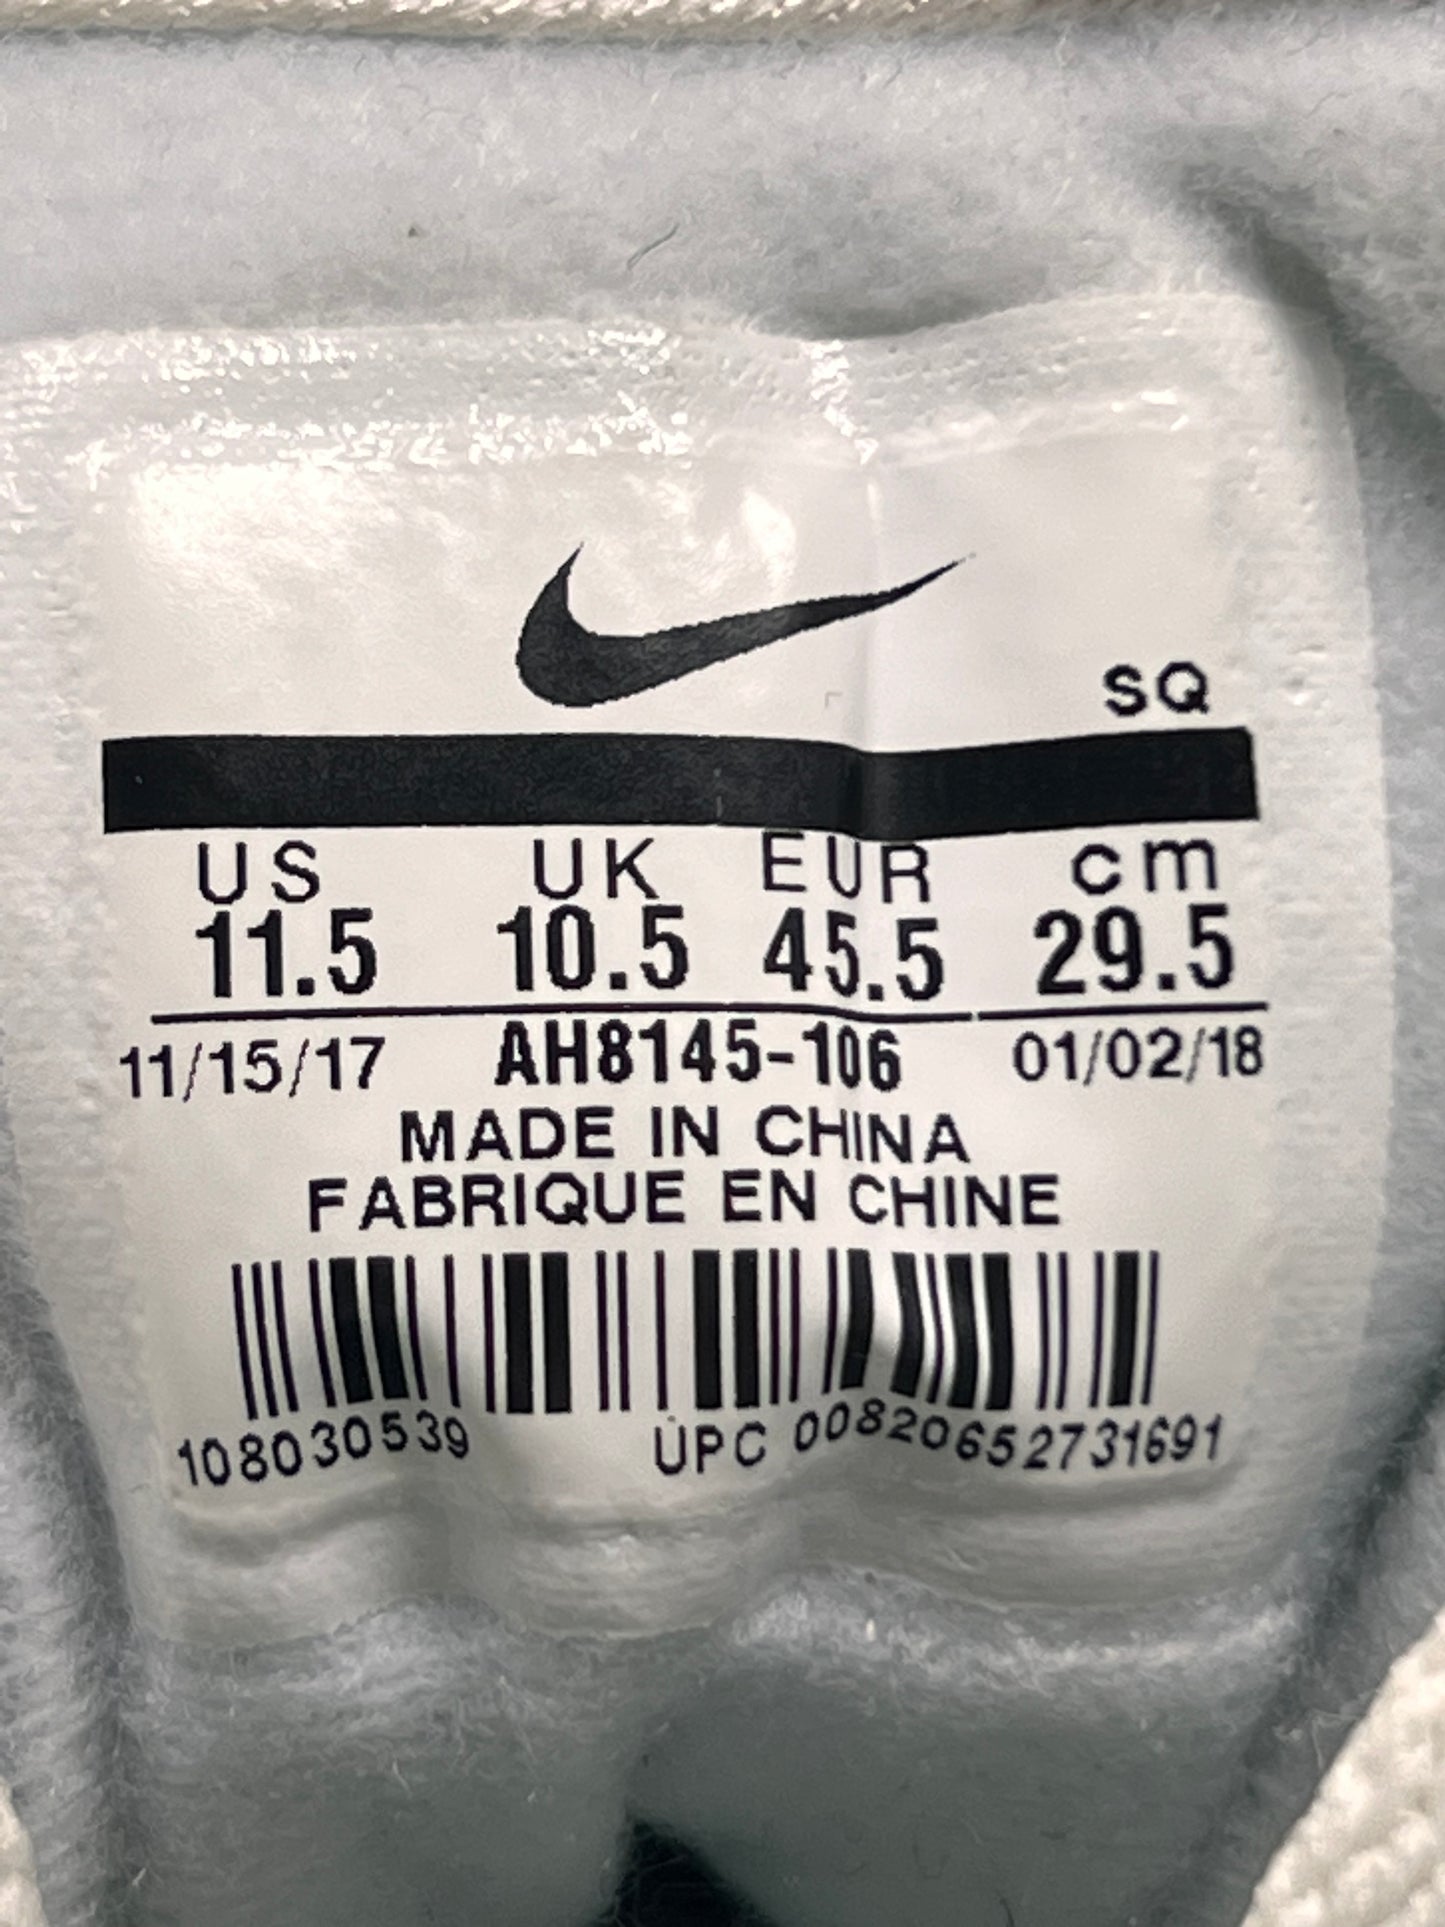 SQ
US UK EUR cm
11.5 10.5 45.5 29.5
11/15/17 AH8145-106 01/02/18
MADE IN CHINA
FABRIQUE EN CHINE
108030539 UPC 00820652731691